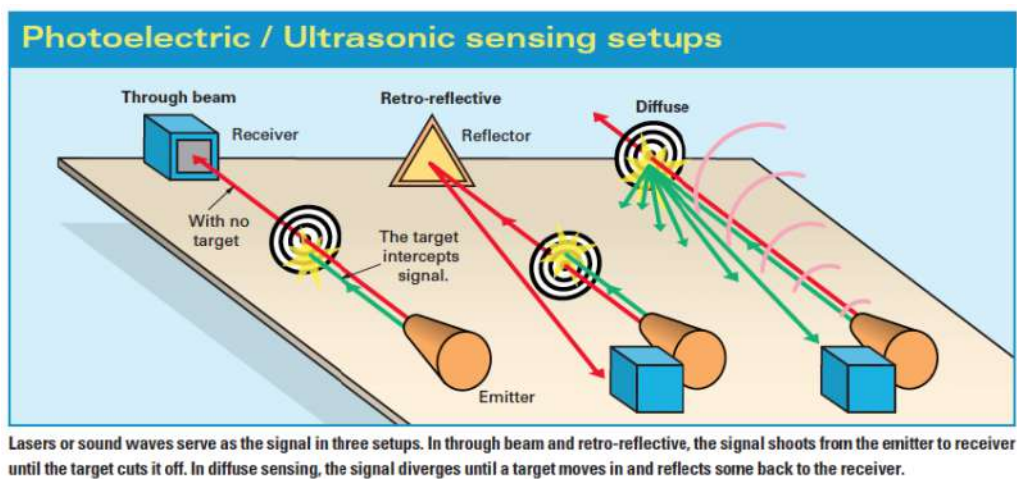 Photoelectric / Ultrasonic sensing setups
Through beam
Receiver
Retro-reflective
Reflector
Diffuse
With no
target
The target
intercepts
signal.
Emitter
Lasers or sound waves serve as the signal in three setups. In through beam and retro-reflective, the signal shoots from the emitter to receiver
until the target cuts it off. In diffuse sensing, the signal diverges until a target moves in and reflects some back to the receiver.